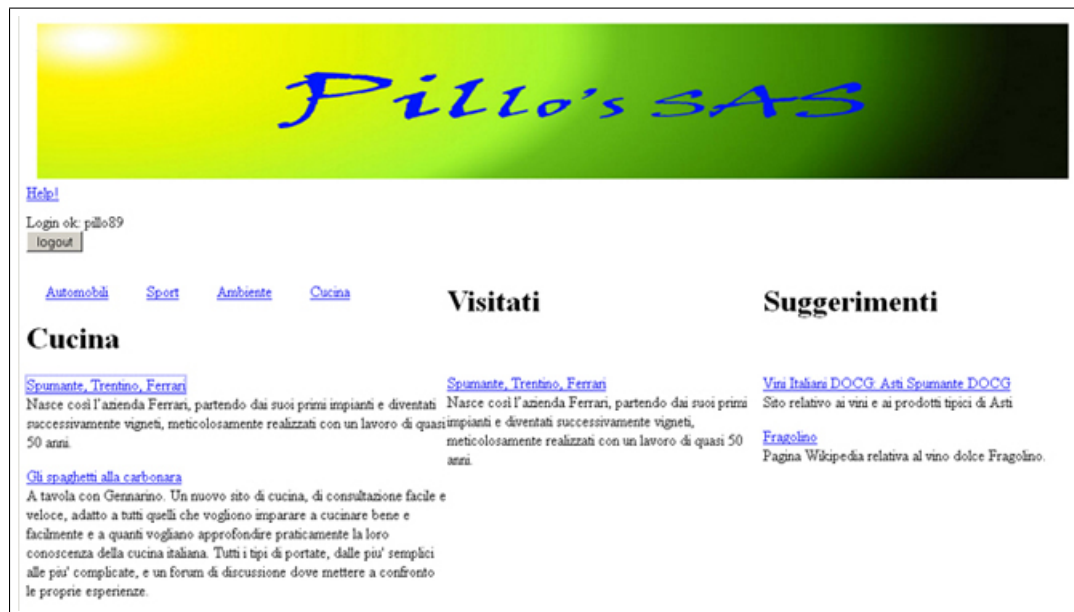 Pillo's SAS
Help!
Login ok: pillo89
logout
Automobili Sport Ambiente Cucina
Cucina
Spumante, Trentino, Ferrari
Nasce così l'azienda Ferrari, partendo dai suoi primi impianti e diventati
successivamente vigneti, meticolosamente realizzati con un lavoro di quasi
50 anni.
Gli spaghetti alla carbonara
A tavola con Gennarino. Un nuovo sito di cucina, di consultazione facile e
veloce, adatto a tutti quelli che vogliono imparare a cucinare bene e
facilmente e a quanti vogliano approfondire praticamente la loro
conoscenza della cucina italiana. Tutti i tipi di portate, dalle piu' semplici
alle piu' complicate, e un forum di discussione dove mettere a confronto
le proprie esperienze.
Visitati
Spumante, Trentino, Ferrari
Nasce così l'azienda Ferrari, partendo dai suoi primi
impianti e diventati successivamente vigneti,
meticolosamente realizzati con un lavoro di quasi 50
anni.
Suggerimenti
Vini Italiani DOCG: Asti Spumante DOCG
Sito relativo ai vini e ai prodotti tipici di Asti
Fragolino
Pagina Wikipedia relativa al vino dolce Fragolino.